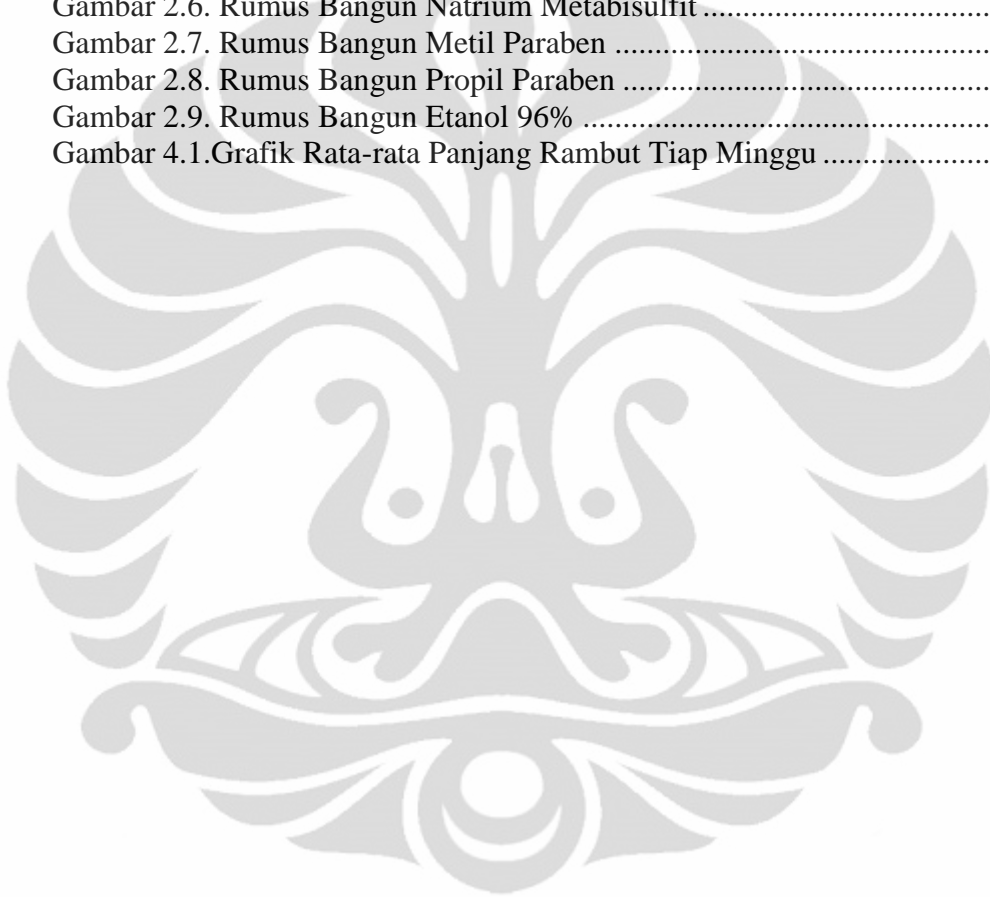 Gambar 2.6. Rumus Bangun Natrium Metabisulfit ..................................
Gambar 2.7. Rumus Bangun Metil Paraben .............................................
Gambar 2.8. Rumus Bangun Propil Paraben ............................................
Gambar 2.9. Rumus Bangun Etanol 96% .................................................
Gambar 4.1.Grafik Rata-rata Panjang Rambut Tiap Minggu .....................